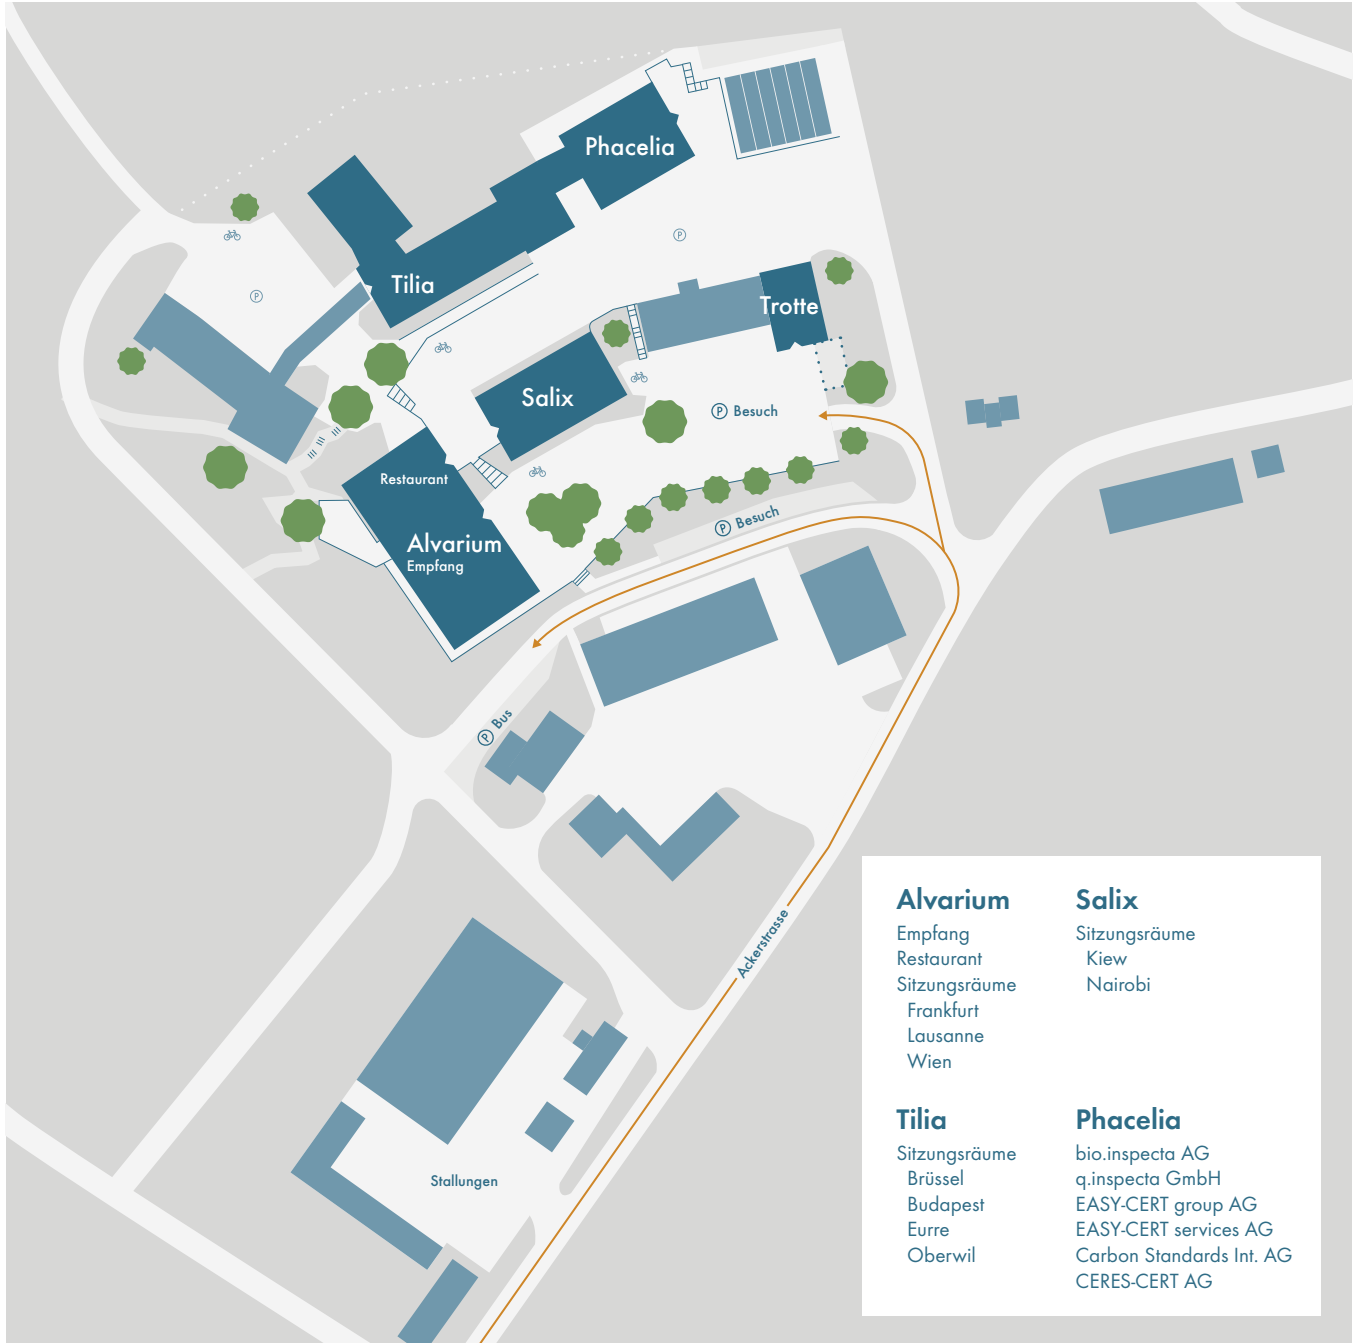 Phacelia
Tilia
P
P
Trotte
Salix
P Besuch
Restaurant
Alvarium
Empfang
P Besuch
P Bus
Ackerstrasse
Stallungen
Alvarium
Empfang
Restaurant
Sitzungsräume
Frankfurt
Lausanne
Wien
Salix
Sitzungsräume
Kiew
Nairobi
Tilia
Sitzungsräume
Brüssel
Budapest
Eurre
Oberwil
Phacelia
bio.inspecta AG
q.inspecta GmbH
EASY-CERT group AG
EASY-CERT services AG
Carbon Standards Int. AG
CERES-CERT AG